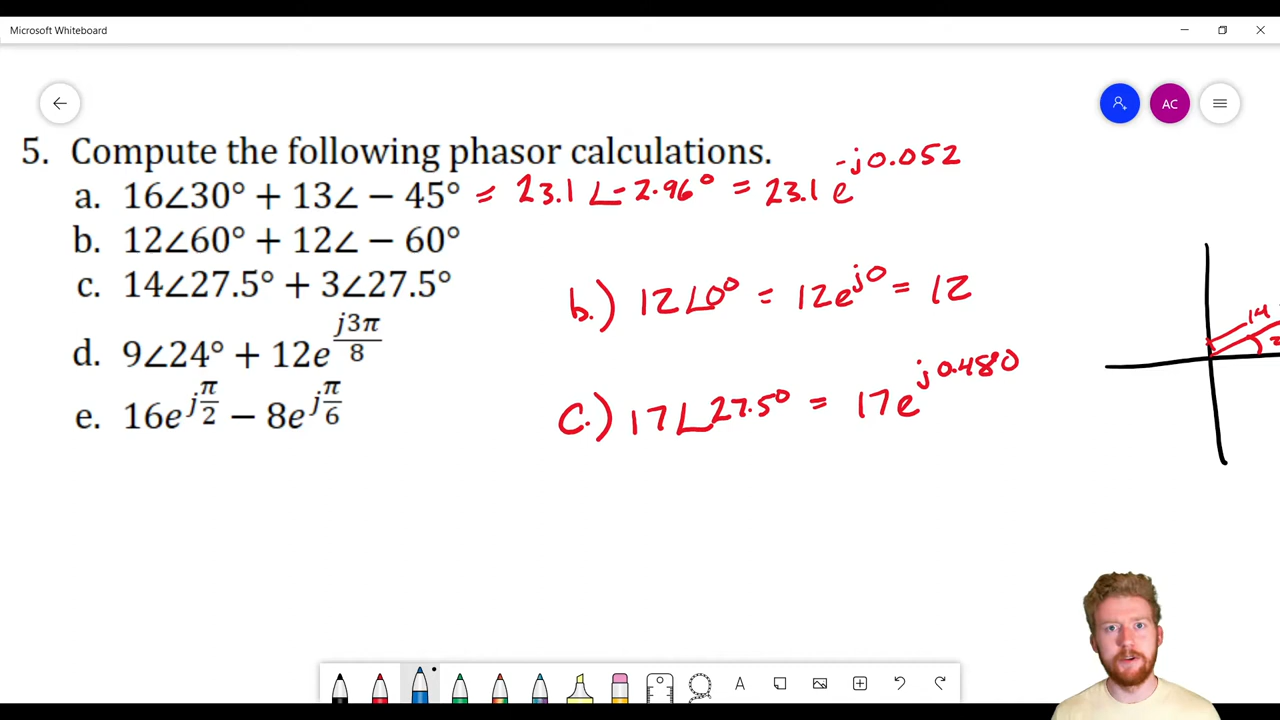 Microsoft Whiteboard
AC
5. Compute the following phasor calculations.
a. 16∠30° + 13∠ − 45° = 23.1 ∠-2.96° = 23.1 e^-j0.052
b. 12∠60° + 12∠ − 60°
c. 14∠27.5° + 3∠27.5°
d. 9∠24° + 12e^(j3π/8)
e. 16e^(jπ/2) − 8e^(jπ/6)
b.) 12∠0° = 12e^j0 = 12
C.) 17∠27.5° = 17e^j0.480
14
A